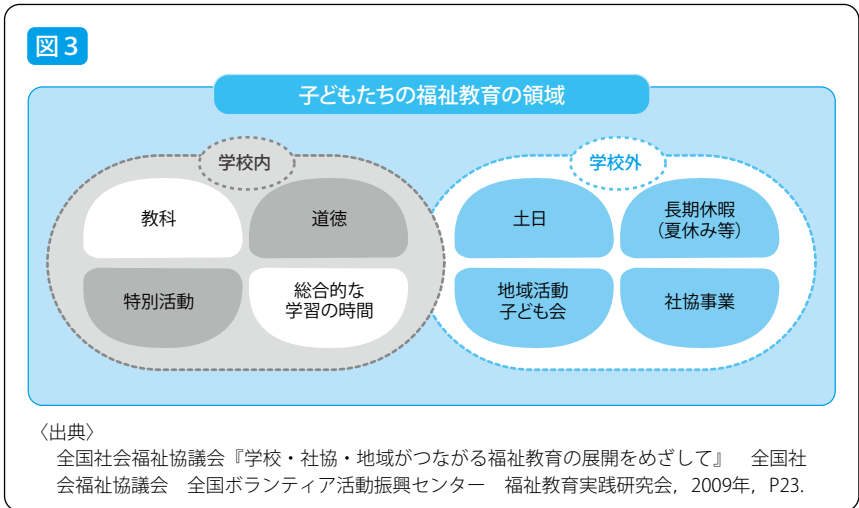 図3
子どもたちの福祉教育の領域
学校内
教科
道徳
特別活動
総合的な
学習の時間
学校外
土日
長期休暇
（夏休み等）
地域活動
子ども会
社協事業
〈出典〉
全国社会福祉協議会『学校・社協・地域がつながる福祉教育の展開をめざして』　全国社
会福祉協議会　全国ボランティア活動振興センター　福祉教育実践研究会，2009年，P23.